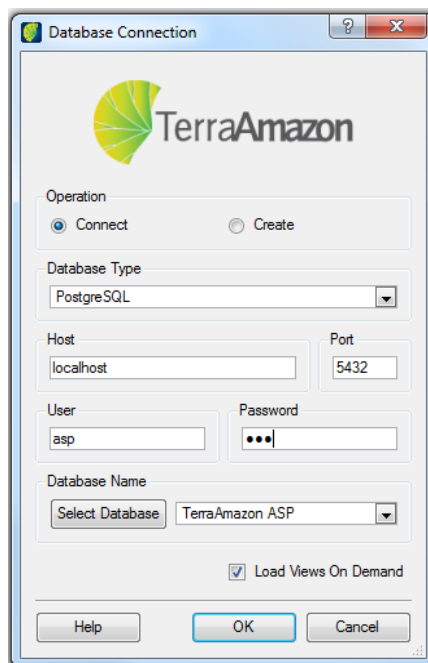 Database Connection
TerraAmazon
Operation
Connect Create
Database Type
PostgreSQL
Host Port
localhost 5432
User Password
asp •••
Database Name
Select Database TerraAmazon ASP
Load Views On Demand
Help OK Cancel